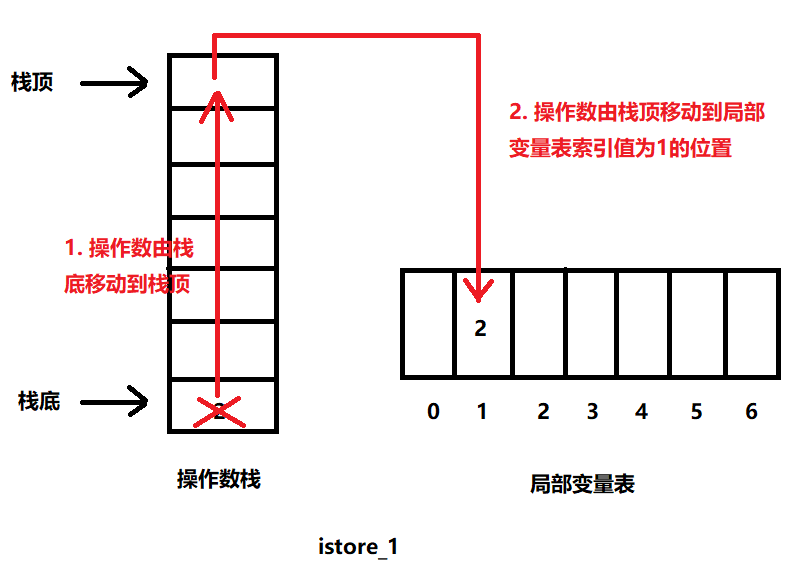 栈顶
2. 操作数由栈顶移动到局部
变量表索引值为1的位置
1. 操作数由栈
底移动到栈顶
2
栈底
2
0 1 2 3 4 5 6
操作数栈
局部变量表
istore_1